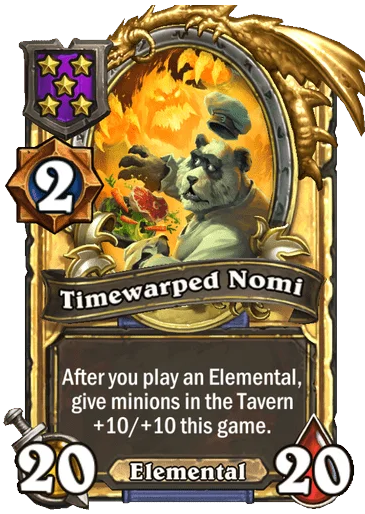 2
Timewarped Nomi
After you play an Elemental,
give minions in the Tavern
+10/+10 this game.
20
Elemental
20